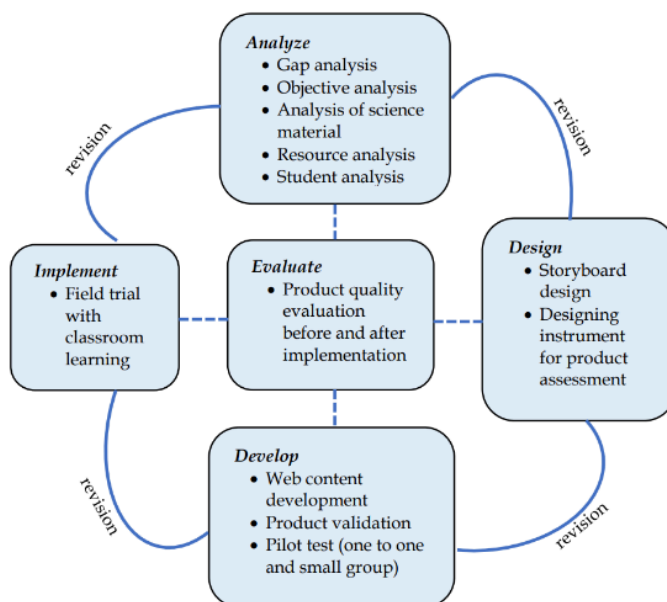 Analyze
• Gap analysis
• Objective analysis
• Analysis of science
material
• Resource analysis
• Student analysis
revision
revision
Implement
• Field trial
with
classroom
learning
Evaluate
• Product quality
evaluation
before and after
implementation
Design
• Storyboard
design
• Designing
instrument
for product
assessment
Develop
• Web content
development
• Product validation
• Pilot test (one to one
and small group)
revision
revision